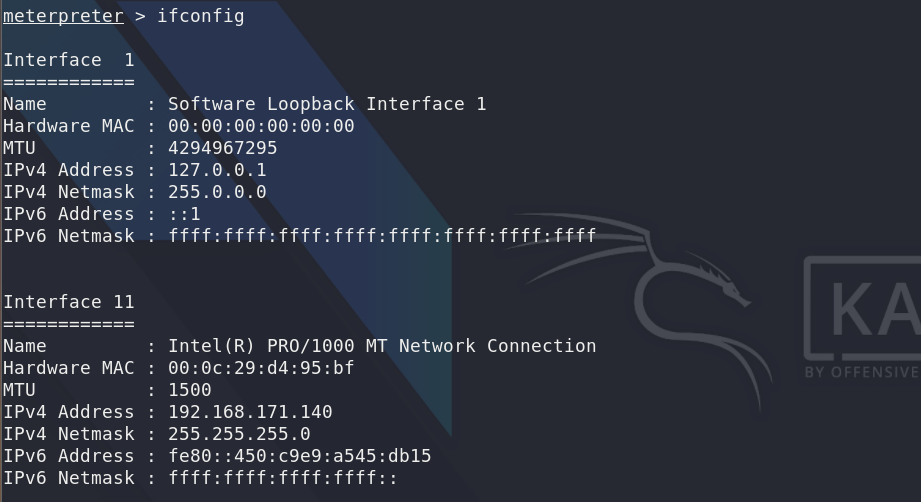 meterpreter > ifconfig
Interface  1
============
Name         : Software Loopback Interface 1
Hardware MAC : 00:00:00:00:00:00
MTU          : 4294967295
IPv4 Address : 127.0.0.1
IPv4 Netmask : 255.0.0.0
IPv6 Address : ::1
IPv6 Netmask : ffff:ffff:ffff:ffff:ffff:ffff:ffff:ffff
Interface 11
============
Name         : Intel(R) PRO/1000 MT Network Connection
Hardware MAC : 00:0c:29:d4:95:bf
MTU          : 1500
IPv4 Address : 192.168.171.140
IPv4 Netmask : 255.255.255.0
IPv6 Address : fe80::450:c9e9:a545:db15
IPv6 Netmask : ffff:ffff:ffff:ffff::
KA
BY OFFENSIVE